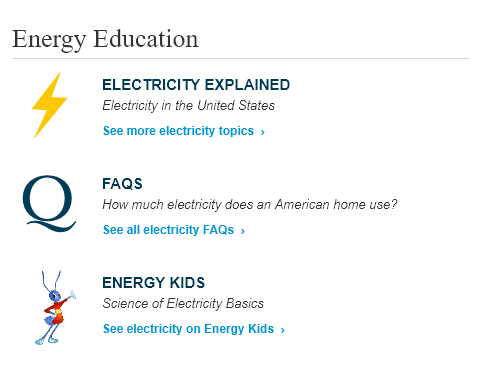 Energy Education
ELECTRICITY EXPLAINED
Electricity in the United States
See more electricity topics ›
Q
FAQS
How much electricity does an American home use?
See all electricity FAQs ›
ENERGY KIDS
Science of Electricity Basics
See electricity on Energy Kids ›